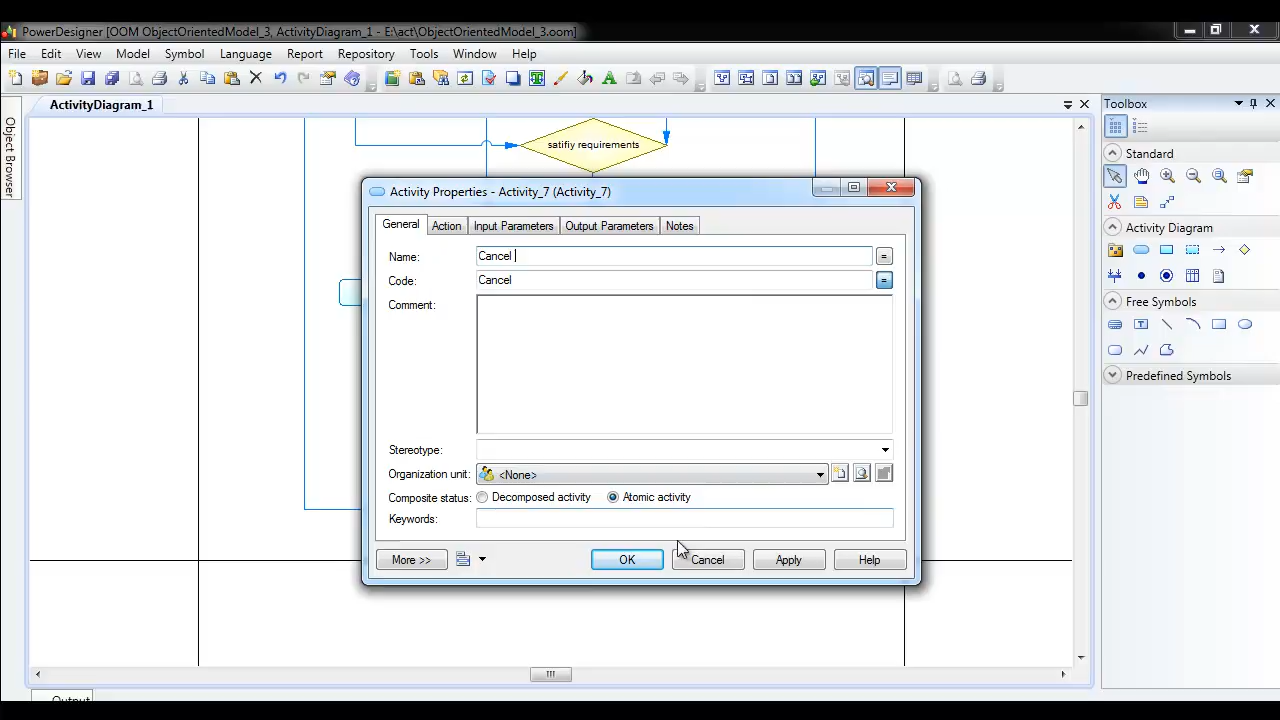 PowerDesigner [OOM ObjectOrientedModel_3, ActivityDiagram_1 - E:\act\ObjectOrientedModel_3.oom]
File Edit View Model Symbol Language Report Repository Tools Window Help
ActivityDiagram_1
Object Browser
satifiy requirements
Activity Properties - Activity_7 (Activity_7)
General Action Input Parameters Output Parameters Notes
Name: Cancel =
Code: Cancel =
Comment:
Stereotype:
Organization unit: <None>
Composite status: Decomposed activity Atomic activity
Keywords:
More >> OK Cancel Apply Help
Output
Toolbox
Standard
Activity Diagram
Free Symbols
Predefined Symbols